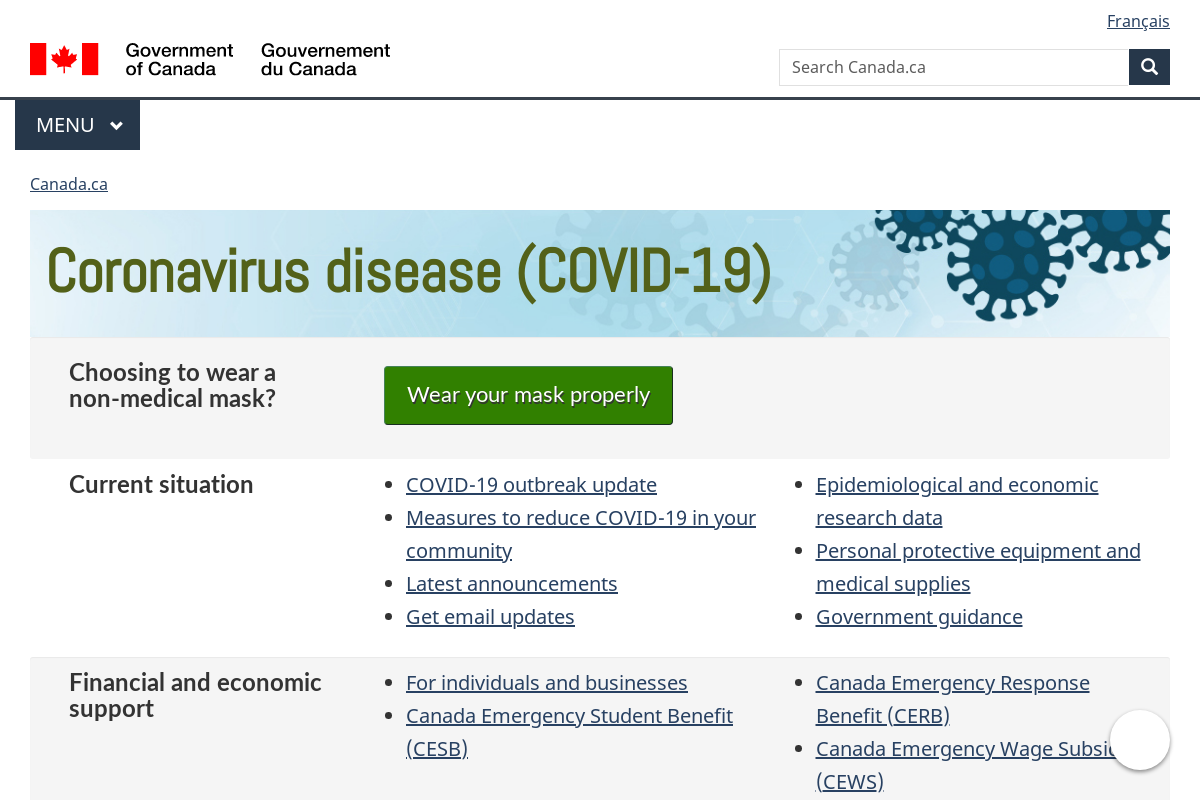 Français
Government of Canada
Gouvernement du Canada
Search Canada.ca
MENU
Canada.ca
Coronavirus disease (COVID-19)
Choosing to wear a
non-medical mask?
Wear your mask properly
Current situation
COVID-19 outbreak update
Measures to reduce COVID-19 in your
community
Latest announcements
Get email updates
Epidemiological and economic
research data
Personal protective equipment and
medical supplies
Government guidance
Financial and economic
support
For individuals and businesses
Canada Emergency Student Benefit
(CESB)
Canada Emergency Response
Benefit (CERB)
Canada Emergency Wage
(CEWS)